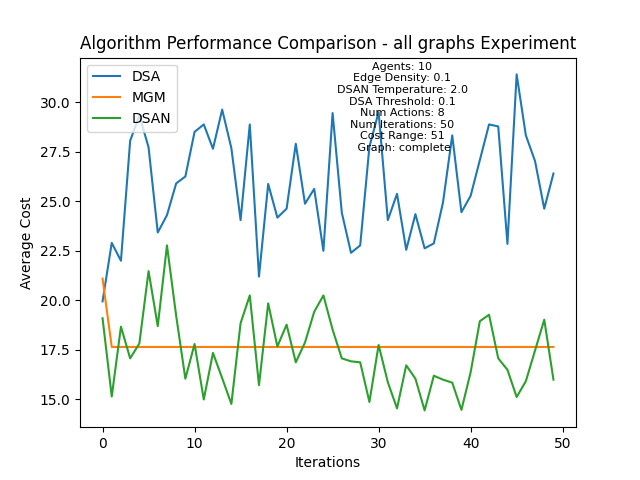 Algorithm Performance Comparison - all graphs Experiment
DSA
MGM
DSAN
Agents: 10
Edge Density: 0.1
DSAN Temperature: 2.0
DSA Threshold: 0.1
Num Actions: 8
Num Iterations: 50
Cost Range: 51
Graph: complete
Average Cost
30.0
27.5
25.0
22.5
20.0
17.5
15.0
0
10
20
30
40
50
Iterations